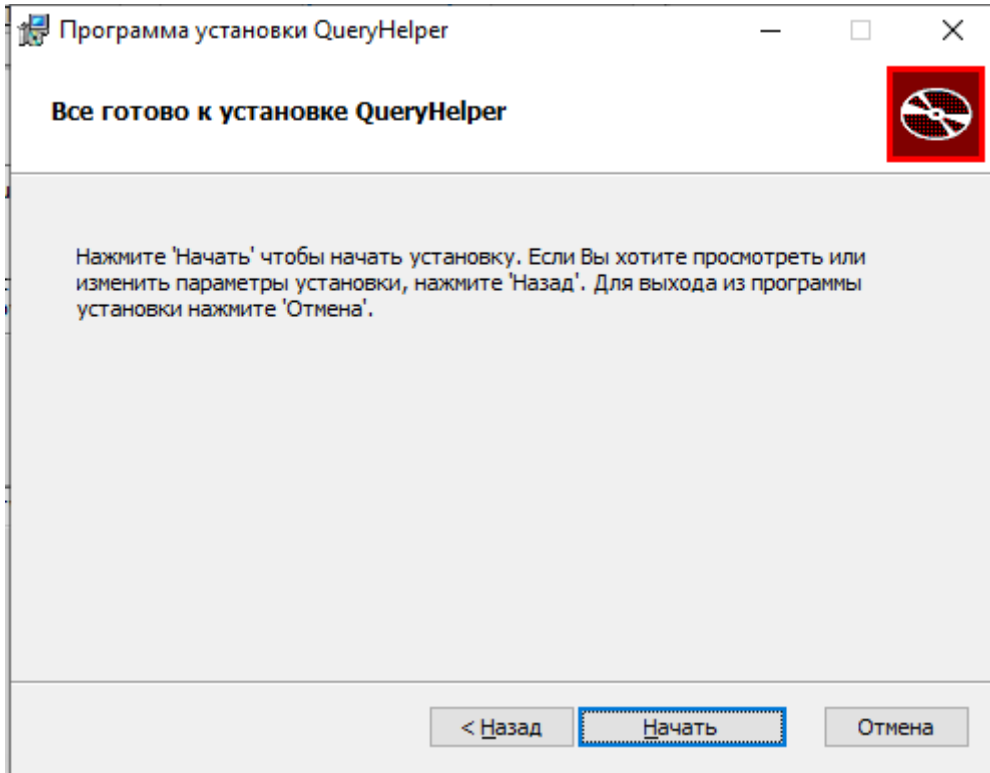 Программа установки QueryHelper
Все готово к установке QueryHelper
Нажмите 'Начать' чтобы начать установку. Если Вы хотите просмотреть или
изменить параметры установки, нажмите 'Назад'. Для выхода из программы
установки нажмите 'Отмена'.
< Назад
Начать
Отмена